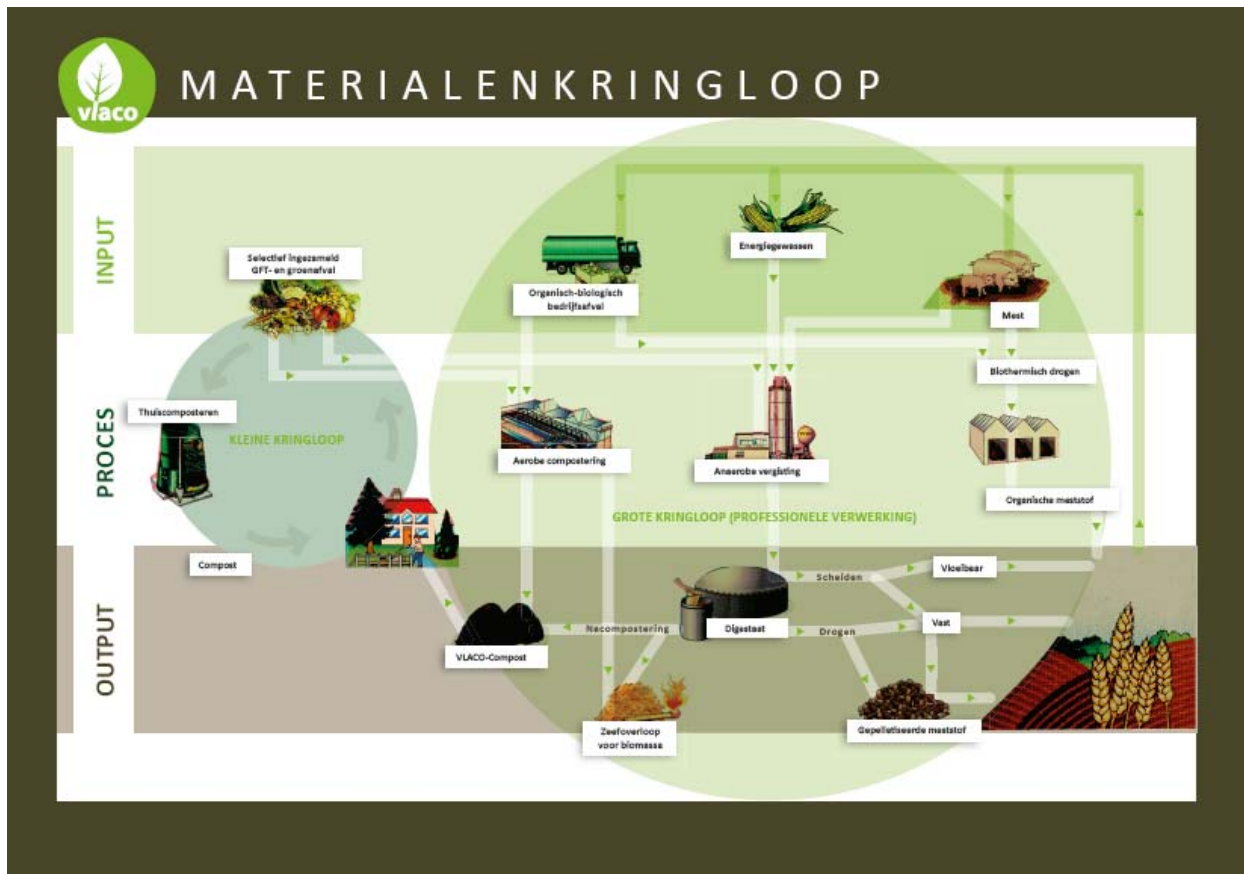 vlaco
MATERIALENKRINGLOOP
INPUT
Selectief ingezameld
GFT- en groenafval
Organisch-biologisch
bedrijfsafval
Energiegewassen
Mest
PROCES
Thuiscomposteren
KLEINE KRINGLOOP
Aerobe compostering
Anaerobe vergisting
Biothermisch drogen
Organische meststof
GROTE KRINGLOOP (PROFESSIONELE VERWERKING)
OUTPUT
Compost
VLACO-Compost
Nacompostering
Digestaat
Scheiden
Drogen
Vloeibaar
Vast
Zeefoverloop
voor biomassa
Gepelletiseerde meststof